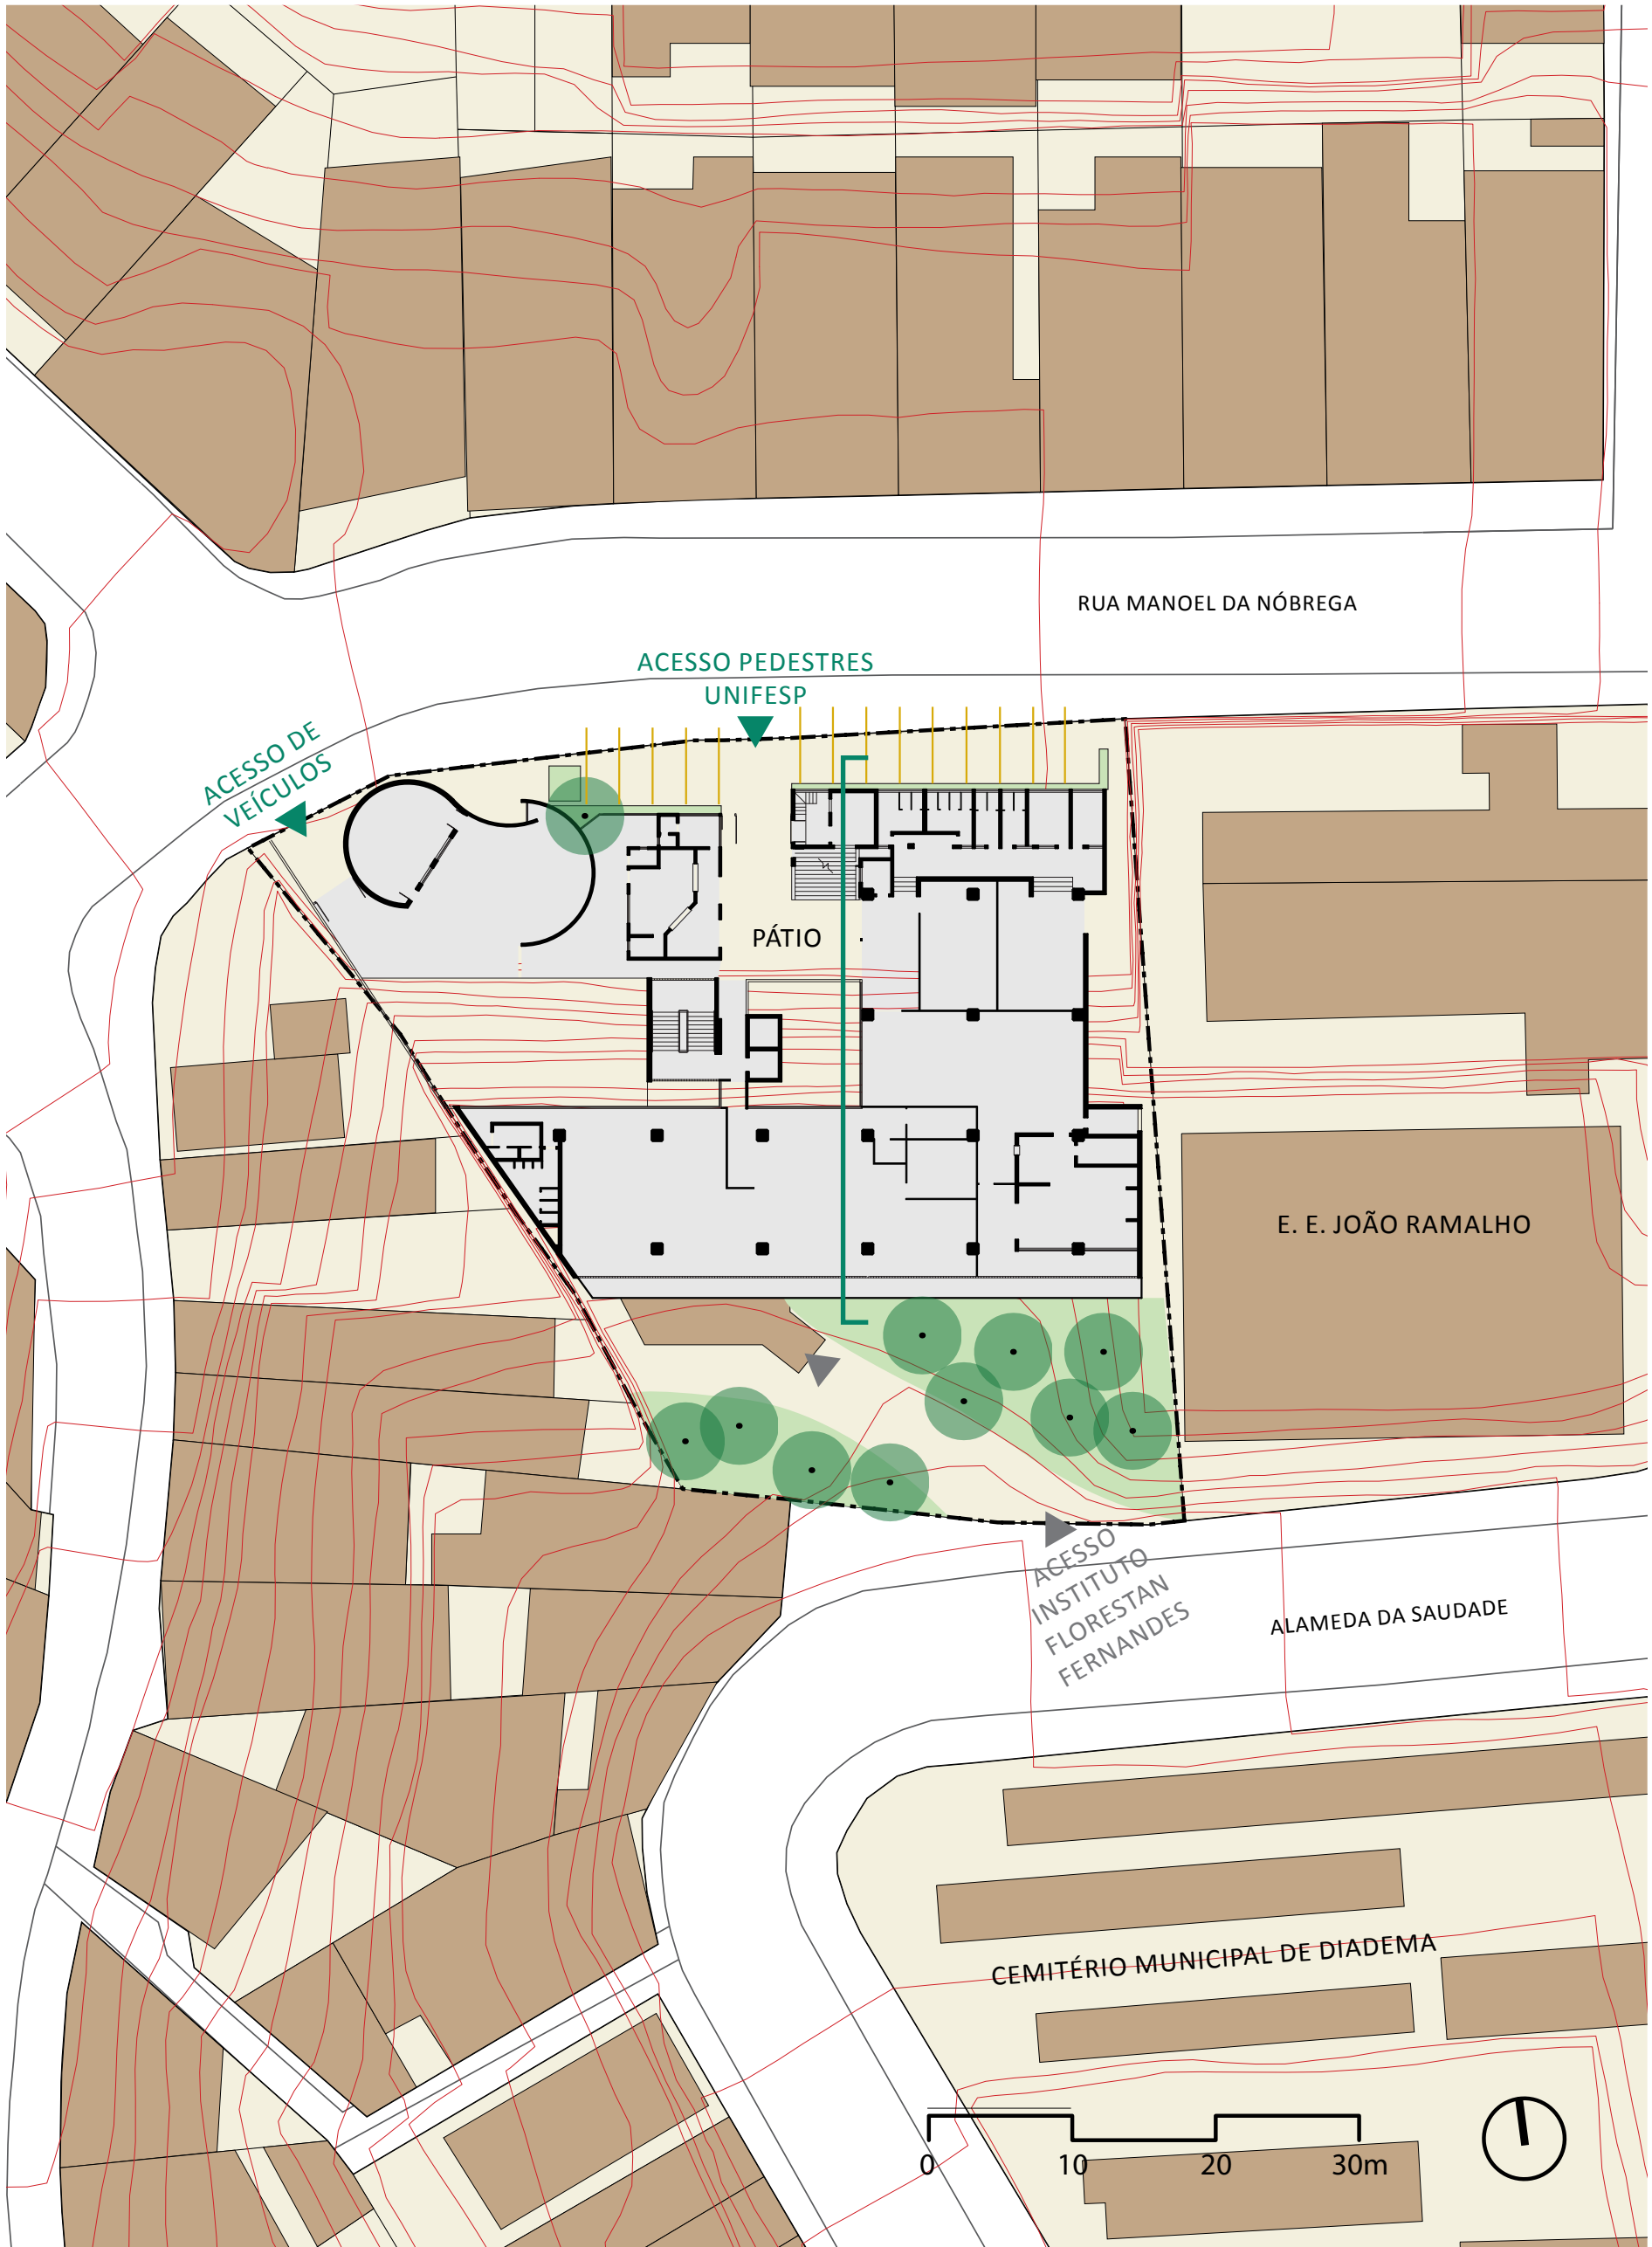 RUA MANOEL DA NÓBREGA
ACESSO PEDESTRES
UNIFESP
ACESSO DE
VEÍCULOS
PÁTIO
E. E. JOÃO RAMALHO
ACESSO
INSTITUTO
FLORESTAN
FERNANDES
ALAMEDA DA SAUDADE
CEMITÉRIO MUNICIPAL DE DIADEMA
0 10 20 30m